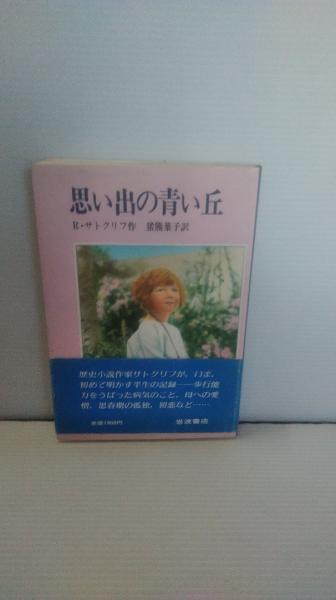 思い出の青い丘
R・サトクリフ作 猪熊葉子訳
歴史小説作家サトクリフが、いま、
初めて明かす半生の記録――歩行能
力をうばった病気のこと、母への愛
憎、思春期の孤独、初恋など……
岩波書店